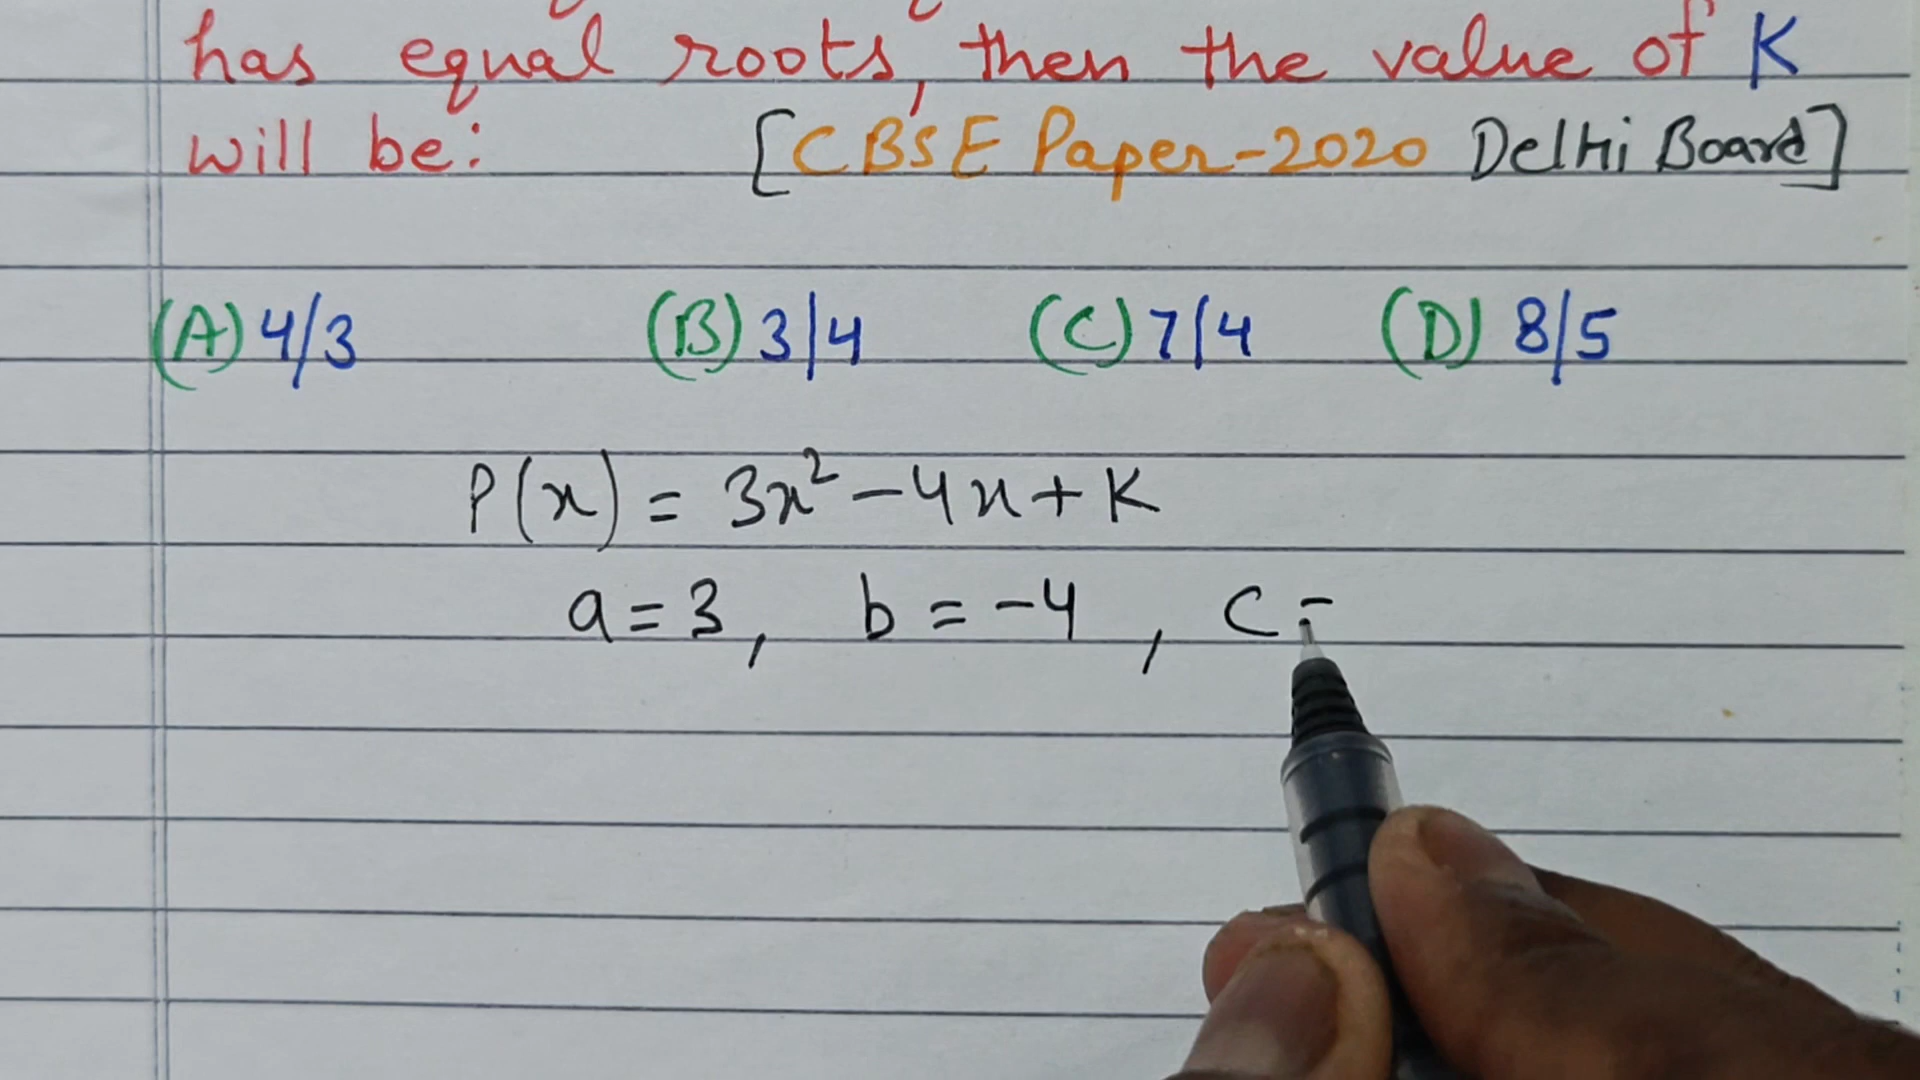 has equal roots, then the value of K
will be: [CBSE Paper-2020 Delhi Board]
(A) 4/3 (B) 3/4 (C) 7/4 (D) 8/5
P(x) = 3x² - 4x + K
a = 3, b = -4, c =